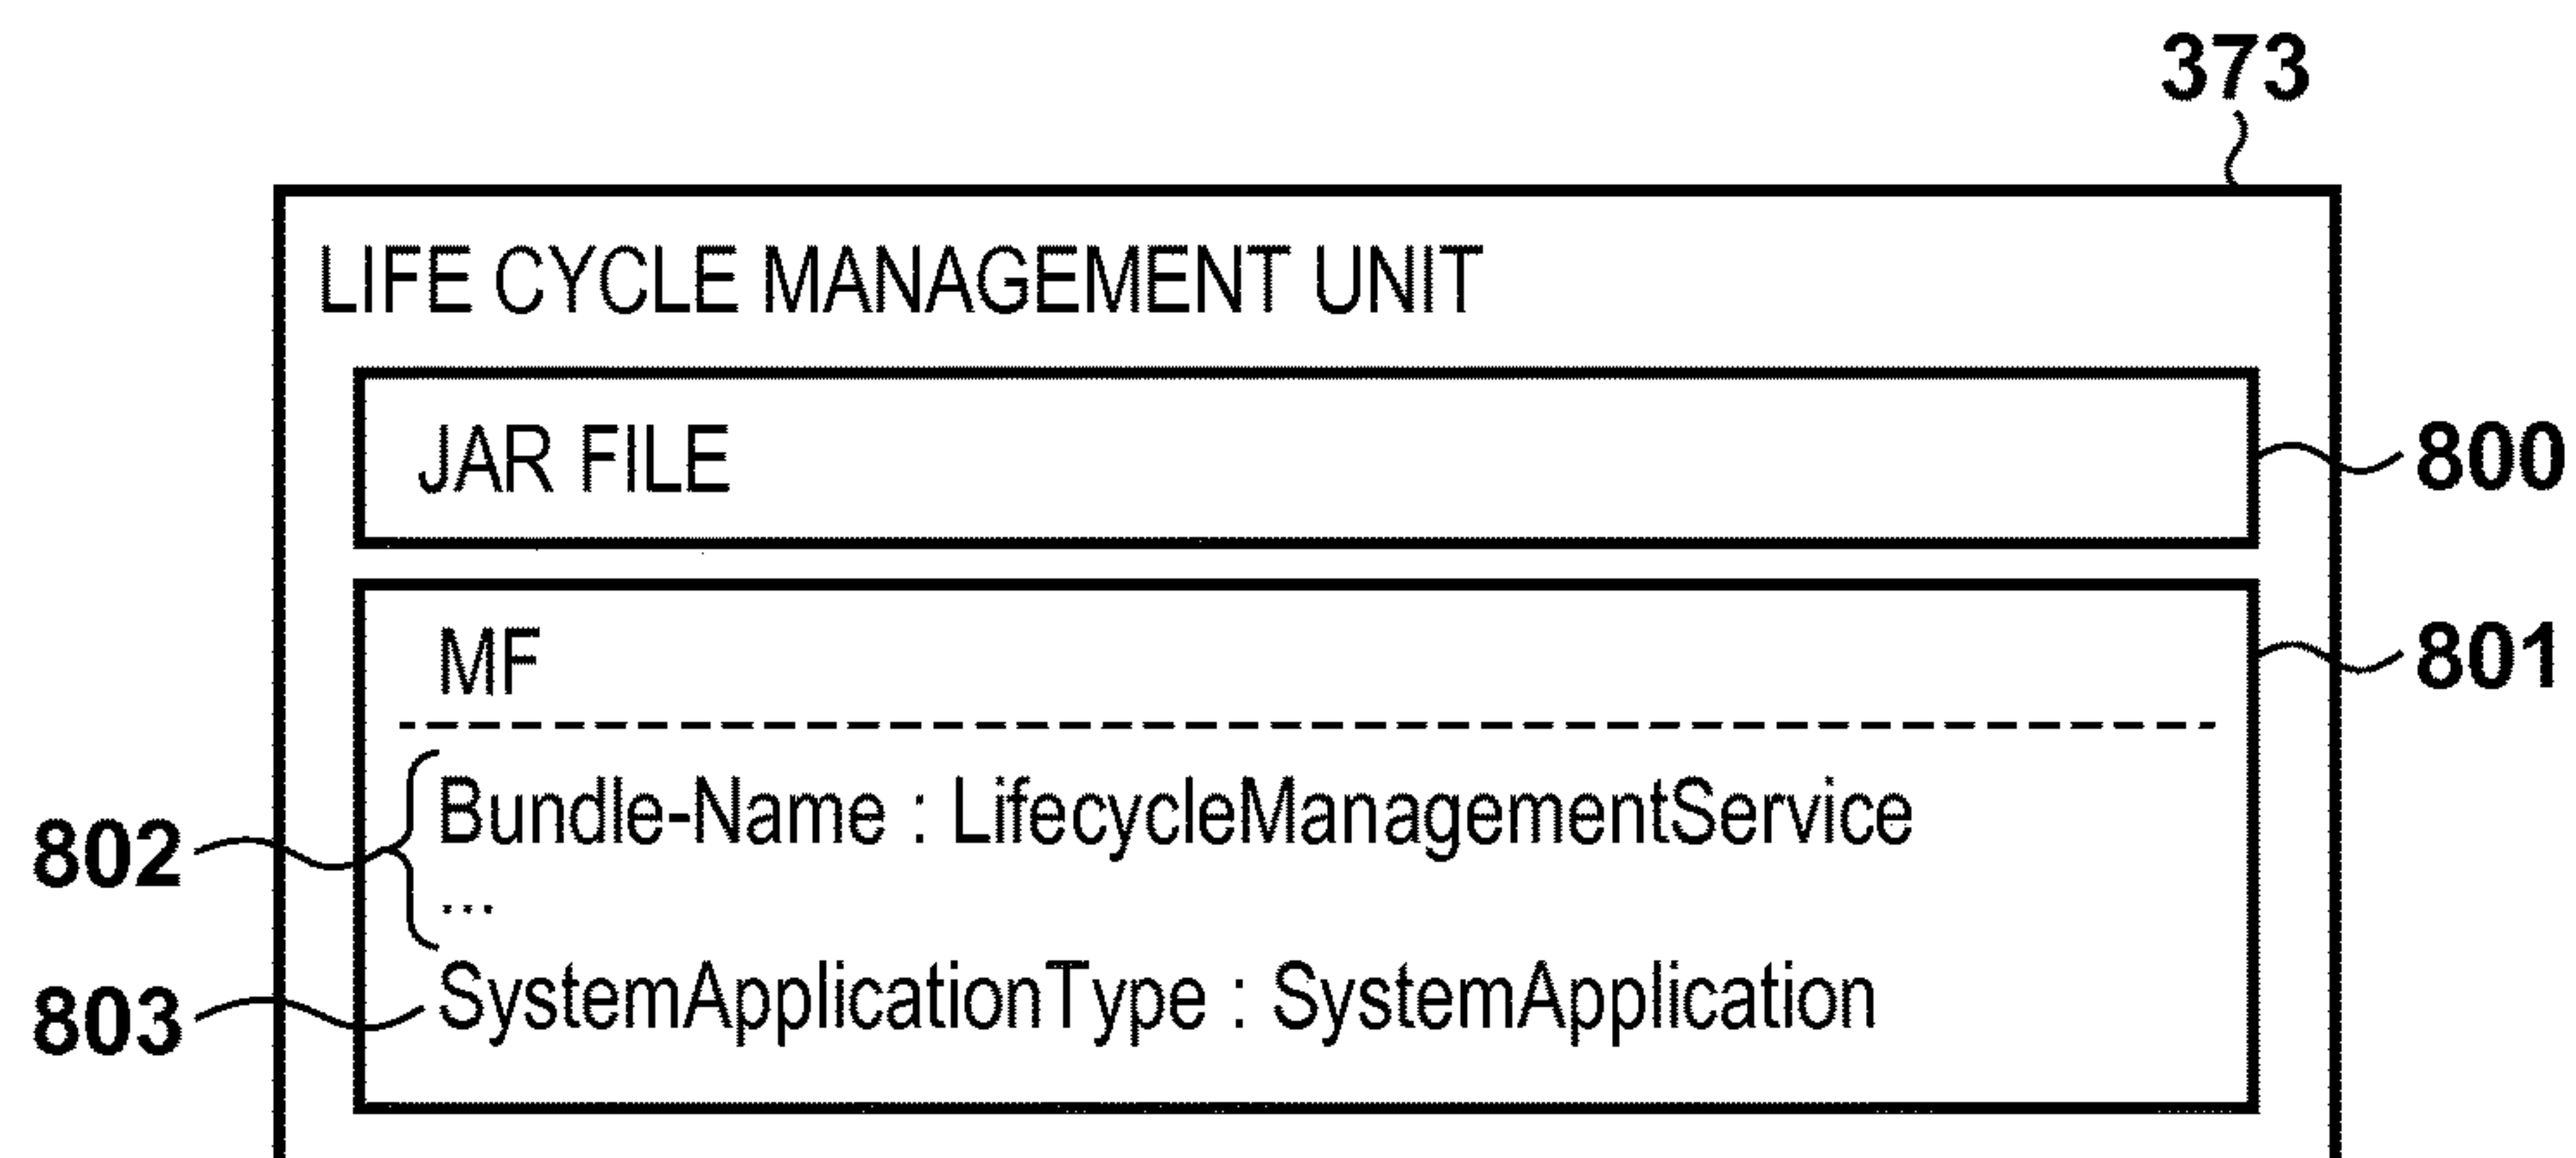 373
LIFE CYCLE MANAGEMENT UNIT
JAR FILE
800
MF
801
802
Bundle-Name : LifecycleManagementService
...
803
SystemApplicationType : SystemApplication